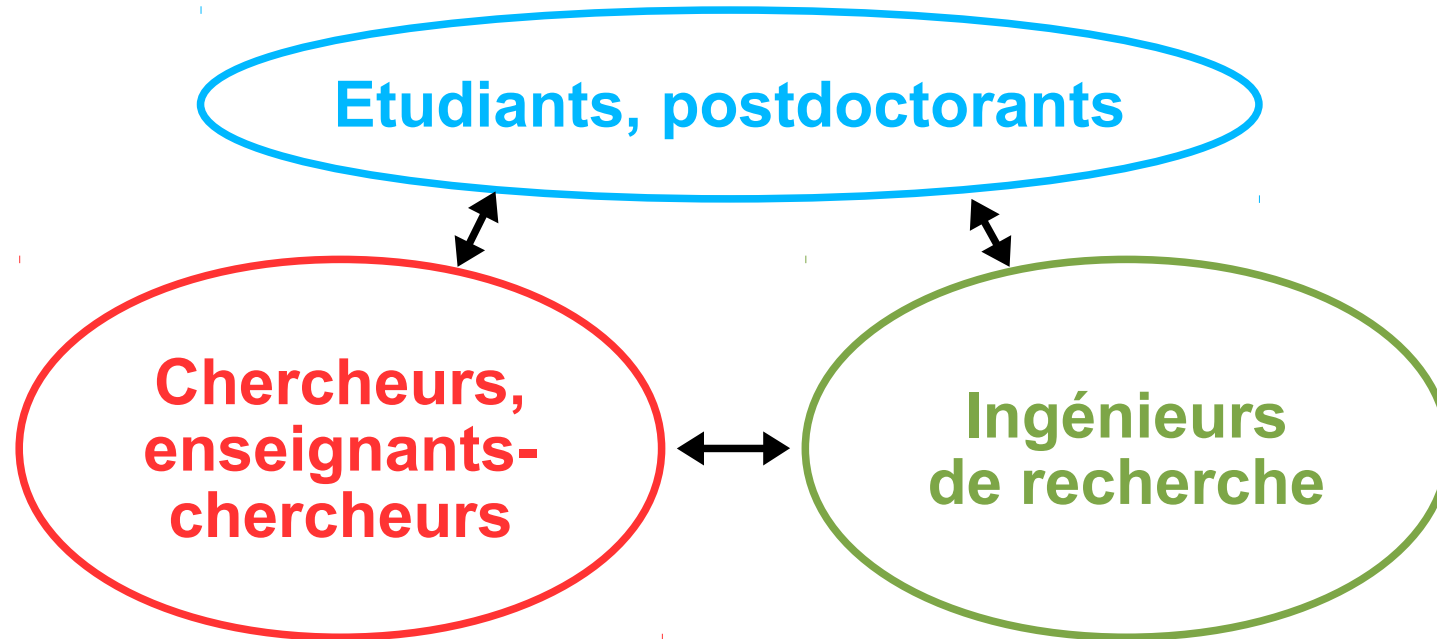 Etudiants, postdoctorants
Chercheurs,
enseignants-
chercheurs
Ingénieurs
de recherche